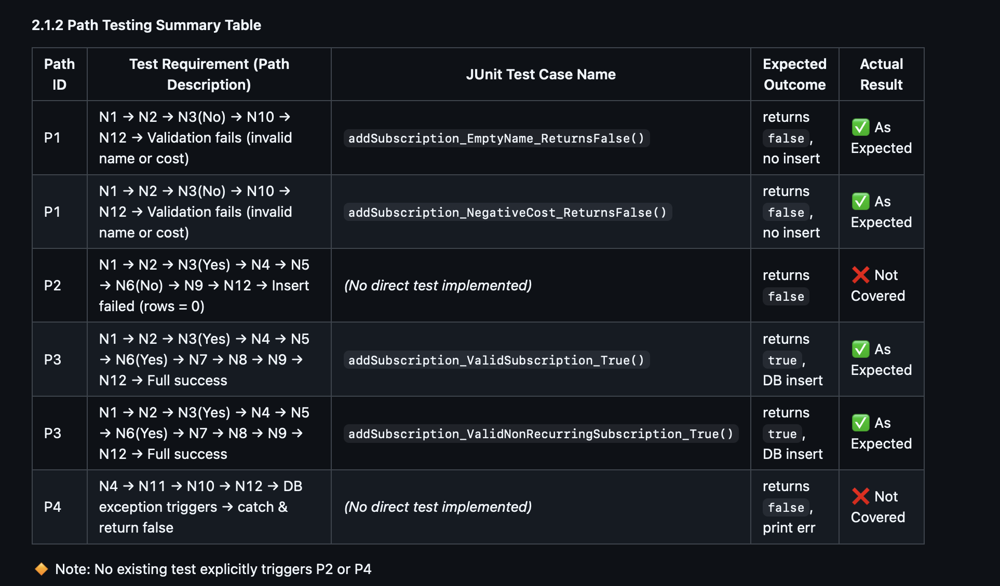 2.1.2 Path Testing Summary Table
Path ID
Test Requirement (Path Description)
JUnit Test Case Name
Expected Outcome
Actual Result
P1
N1 → N2 → N3(No) → N10 →
N12 → Validation fails (invalid
name or cost)
addSubscription_EmptyName_ReturnsFalse()
returns
false,
no insert
✅ As
Expected
P1
N1 → N2 → N3(No) → N10 →
N12 → Validation fails (invalid
name or cost)
addSubscription_NegativeCost_ReturnsFalse()
returns
false,
no insert
✅ As
Expected
P2
N1 → N2 → N3(Yes) → N4 → N5
→ N6(No) → N9 → N12 → Insert
failed (rows = 0)
(No direct test implemented)
returns
false
❌ Not
Covered
P3
N1 → N2 → N3(Yes) → N4 → N5
→ N6(Yes) → N7 → N8 → N9 →
N12 → Full success
addSubscription_ValidSubscription_True()
returns
true,
DB insert
✅ As
Expected
P3
N1 → N2 → N3(Yes) → N4 → N5
→ N6(Yes) → N7 → N8 → N9 →
N12 → Full success
addSubscription_ValidNonRecurringSubscription_True()
returns
true,
DB insert
✅ As
Expected
P4
N4 → N11 → N10 → N12 → DB
exception triggers → catch &
return false
(No direct test implemented)
returns
false,
print err
❌ Not
Covered
🔸 Note: No existing test explicitly triggers P2 or P4